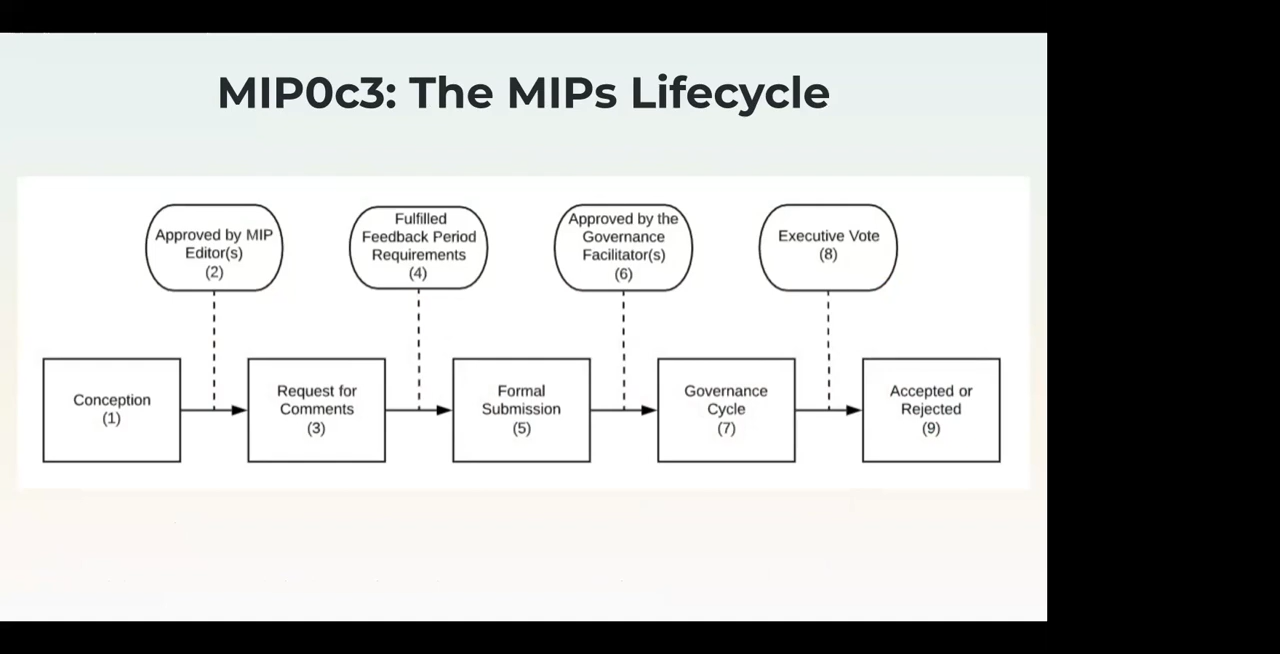 MIP0c3: The MIPs Lifecycle
Approved by MIP
Editor(s)
(2)
Fulfilled
Feedback Period
Requirements
(4)
Approved by the
Governance
Facilitator(s)
(6)
Executive Vote
(8)
Conception
(1)
Request for
Comments
(3)
Formal
Submission
(5)
Governance
Cycle
(7)
Accepted or
Rejected
(9)